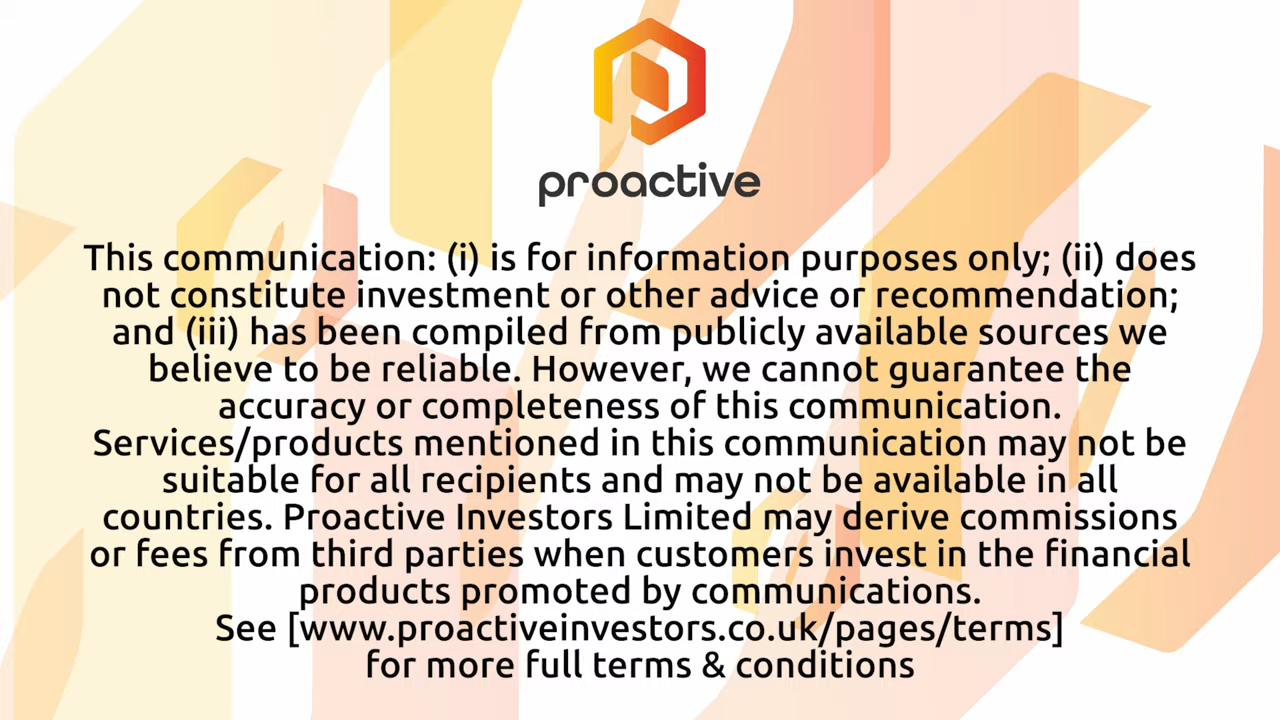 proactive
This communication: (i) is for information purposes only; (ii) does
not constitute investment or other advice or recommendation;
and (iii) has been compiled from publicly available sources we
believe to be reliable. However, we cannot guarantee the
accuracy or completeness of this communication.
Services/products mentioned in this communication may not be
suitable for all recipients and may not be available in all
countries. Proactive Investors Limited may derive commissions
or fees from third parties when customers invest in the financial
products promoted by communications.
See [www.proactiveinvestors.co.uk/pages/terms]
for more full terms & conditions